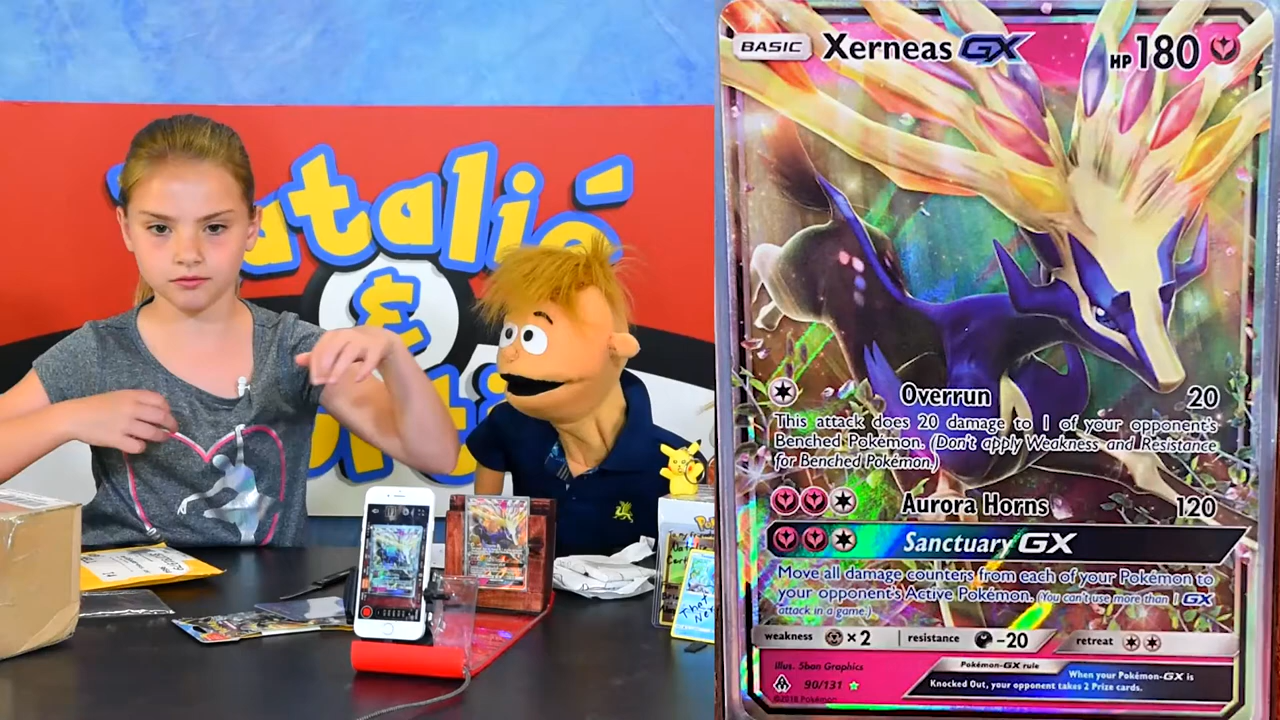 Natalié
&
BASIC Xerneas GX HP 180
Overrun 20
This attack does 20 damage to 1 of your opponent's
Benched Pokémon. (Don't apply Weakness and Resistance
for Benched Pokémon.)
Aurora Horns 120
Sanctuary GX
Move all damage counters from each of your Pokémon to
your opponent's Active Pokémon. (You can't use more than 1 GX
attack in a game.)
weakness ×2 resistance -20 retreat
Illus. 5ban Graphics
Pokémon-GX rule
When your Pokémon-GX is
Knocked Out, your opponent takes 2 Prize cards.
90/131
©2018 Pokémon